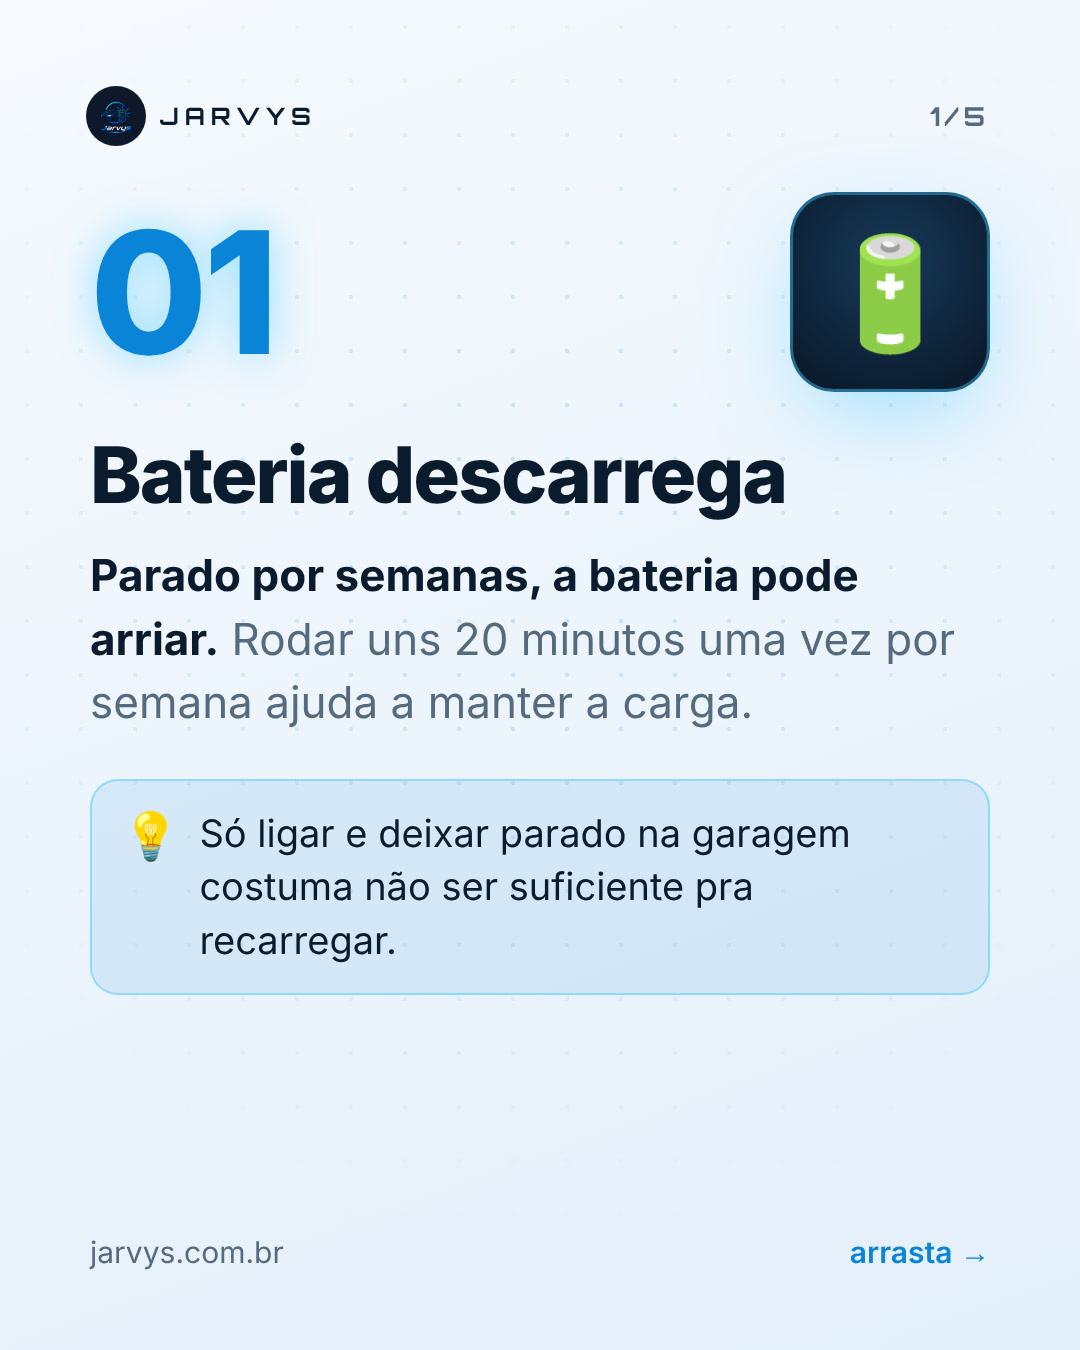 Jarvys
JARVYS
1/5
01
Bateria descarrega
Parado por semanas, a bateria pode
arriar. Rodar uns 20 minutos uma vez por
semana ajuda a manter a carga.
Só ligar e deixar parado na garagem
costuma não ser suficiente pra
recarregar.
jarvys.com.br
arrasta →